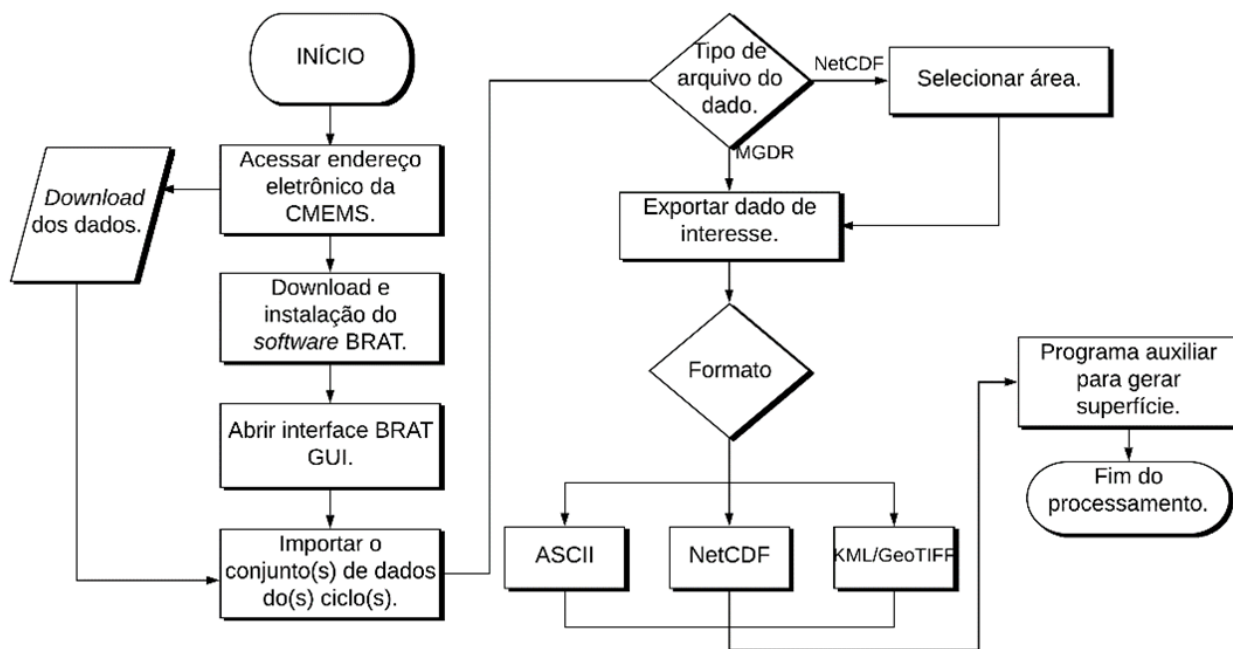 INÍCIO
Acessar endereço
eletrônico da
CMEMS.
Download
dos dados.
Download e
instalação do
software BRAT.
Abrir interface BRAT
GUI.
Importar o
conjunto(s) de dados
do(s) ciclo(s).
Tipo de
arquivo do
dado.
NetCDF
Selecionar área.
MGDR
Exportar dado de
interesse.
Formato
ASCII
NetCDF
KML/GeoTIFF
Programa auxiliar
para gerar
superfície.
Fim do
processamento.